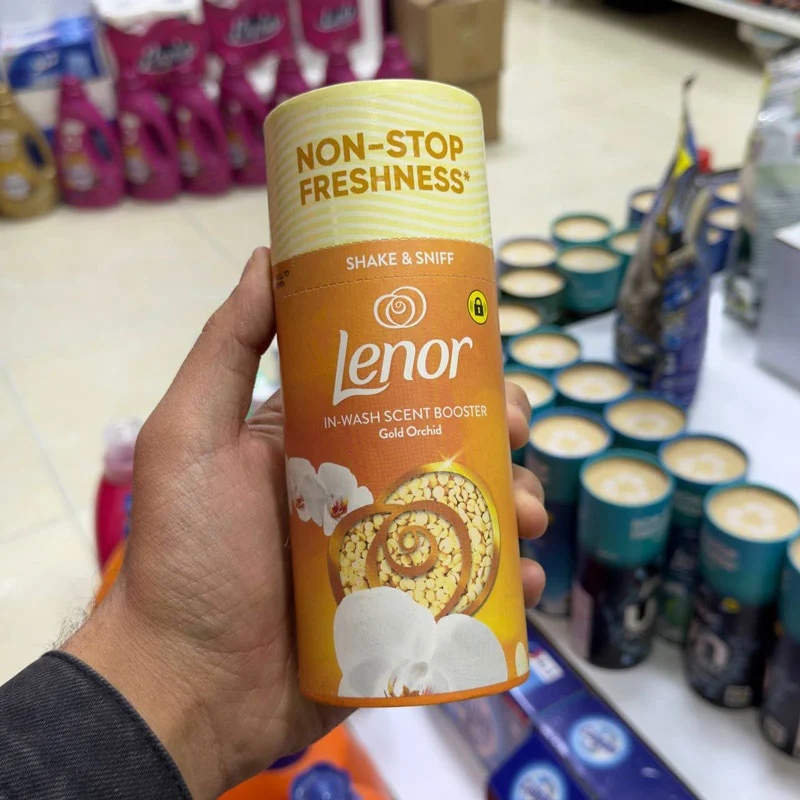 NON-STOP
FRESHNESS*
SHAKE & SNIFF
Lenor
IN-WASH SCENT BOOSTER
Gold Orchid